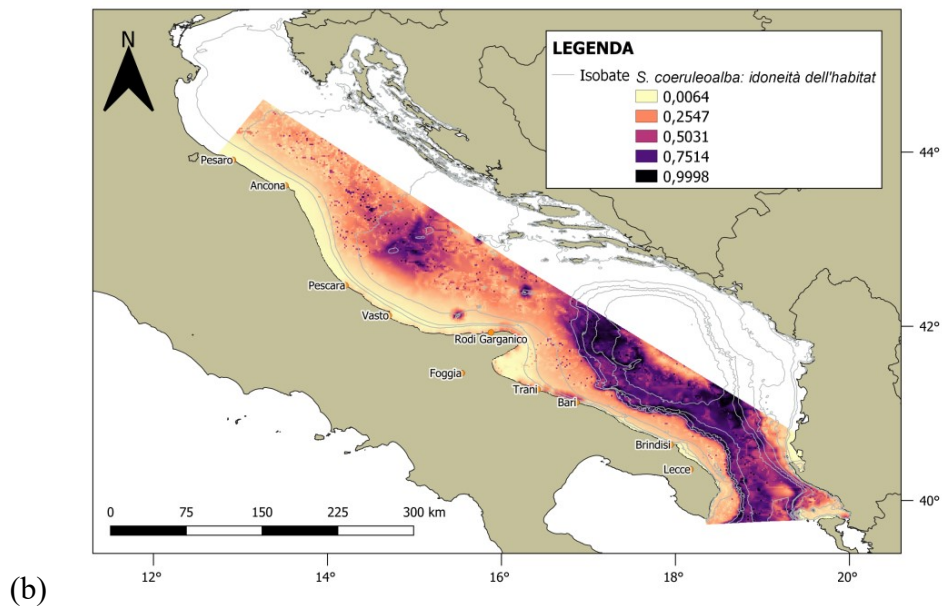 N
LEGENDA
Isobate S. coeruleoalba: idoneità dell'habitat
0,0064
0,2547
0,5031
0,7514
0,9998
44°
Pesaro
Ancona
Pescara
Vasto
42°
Rodi Garganico
Foggia
Trani
Bari
Brindisi
Lecce
40°
0 75 150 225 300 km
12° 14° 16° 18° 20°
(b)